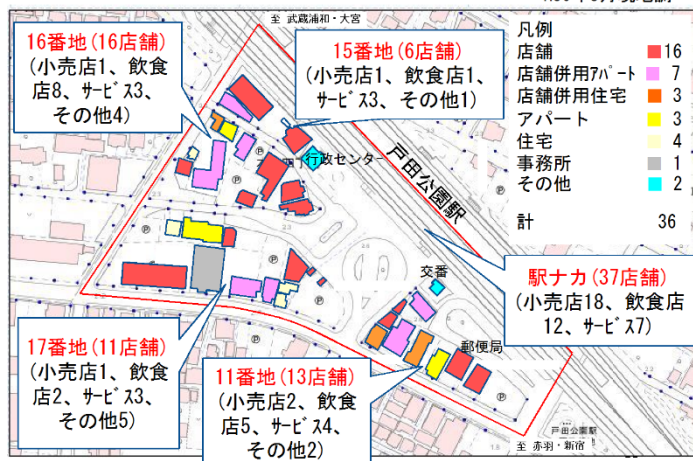 至 武蔵浦和・大宮
16番地(16店舗)
(小売店1、飲食
店8、サービス3、
その他4)
15番地(6店舗)
(小売店1、飲食店1、
サービス3、その他1)
凡例
店舗 16
店舗併用アパート 7
店舗併用住宅 3
アパート 3
住宅 4
事務所 1
その他 2
計 36
行政センター
戸田公園駅
交番
駅ナカ(37店舗)
(小売店18、飲食店
12、サービス7)
郵便局
17番地(11店舗)
(小売店1、飲食
店2、サービス3、
その他5)
11番地(13店舗)
(小売店2、飲食
店5、サービス4、
その他2)
戸田公園駅
至 赤羽・新宿